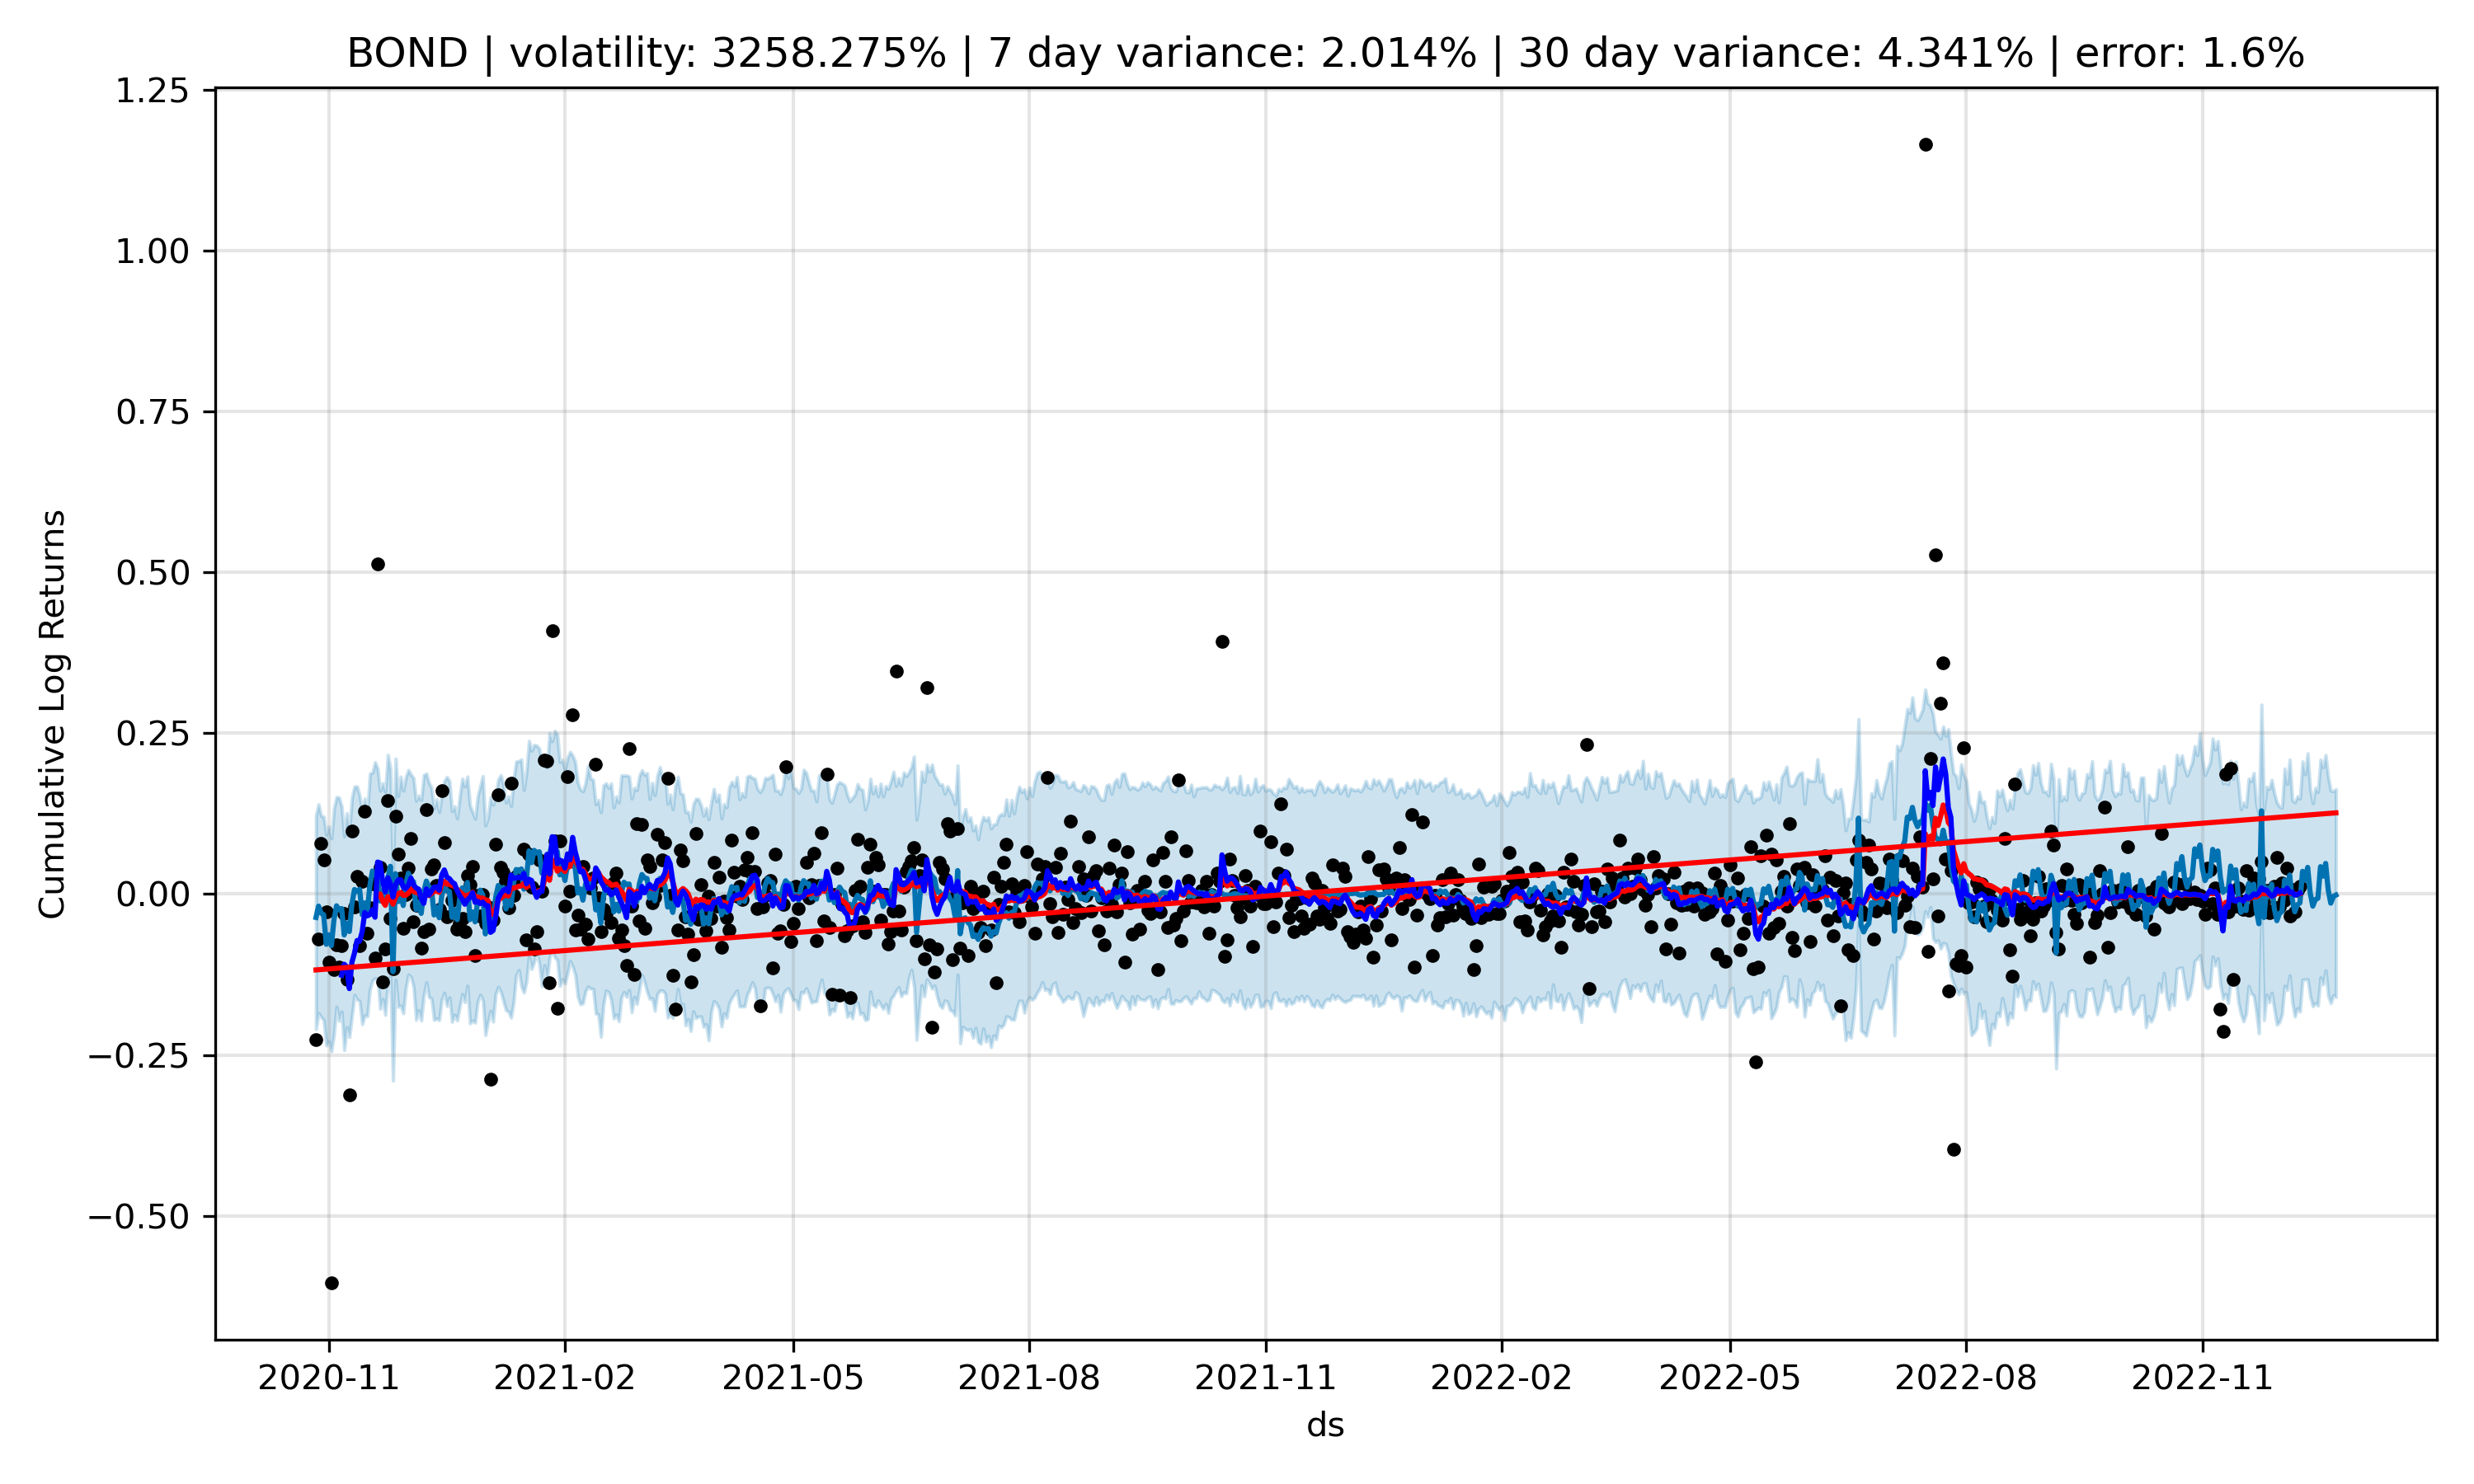 BOND | volatility: 3258.275% | 7 day variance: 2.014% | 30 day variance: 4.341% | error: 1.6%
1.25
1.00
0.75
0.50
0.25
0.00
−0.25
−0.50
Cumulative Log Returns
2020-11 2021-02 2021-05 2021-08 2021-11 2022-02 2022-05 2022-08 2022-11
ds